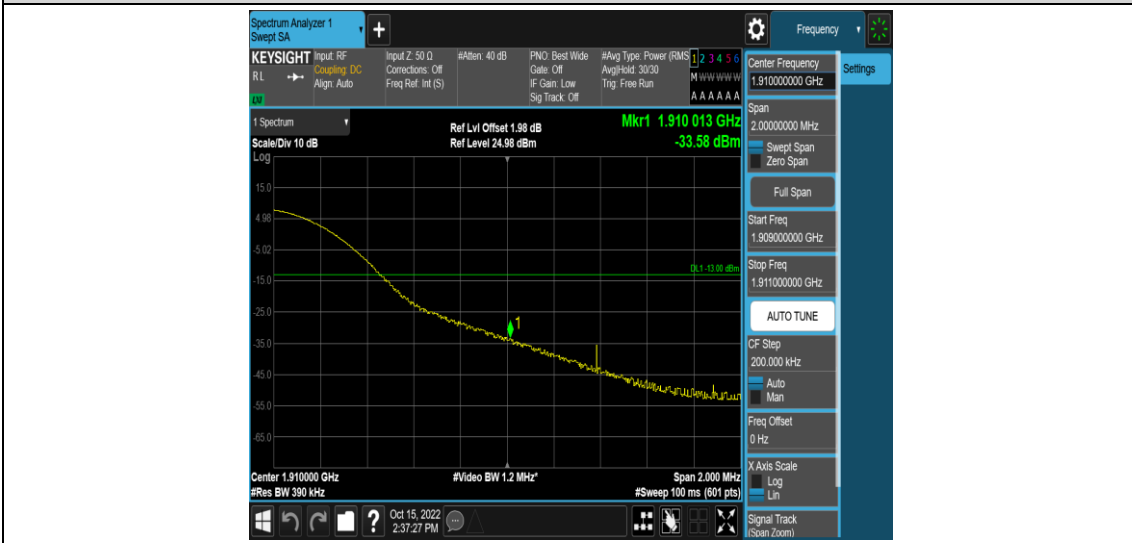 Spectrum Analyzer 1
Swept SA
+
Frequency
KEYSIGHT
RL
LXI
Input: RF
Coupling: DC
Align: Auto
Input Z: 50 Ω
Corrections: Off
Freq Ref: Int (S)
#Atten: 40 dB
PNO: Best Wide
Gate: Off
IF Gain: Low
Sig Track: Off
#Avg Type: Power (RMS
Avg|Hold: 30/30
Trig: Free Run
1 2 3 4 5 6
M W W W W W
A A A A A A
Center Frequency
1.910000000 GHz
Settings
Span
2.00000000 MHz
Swept Span
Zero Span
Full Span
Start Freq
1.909000000 GHz
Stop Freq
1.911000000 GHz
AUTO TUNE
CF Step
200.000 kHz
Auto
Man
Freq Offset
0 Hz
X Axis Scale
Log
Lin
Signal Track
(Span Zoom)
1 Spectrum
Scale/Div 10 dB
Log
Ref Lvl Offset 1.98 dB
Ref Level 24.98 dBm
Mkr1 1.910 013 GHz
-33.58 dBm
15.0
4.98
-5.02
DL1 -13.00 dBm
-15.0
-25.0
1
-35.0
-45.0
-55.0
-65.0
Center 1.910000 GHz
#Video BW 1.2 MHz*
Span 2.000 MHz
#Res BW 390 kHz
#Sweep 100 ms (601 pts)
?
Oct 15, 2022
2:37:27 PM